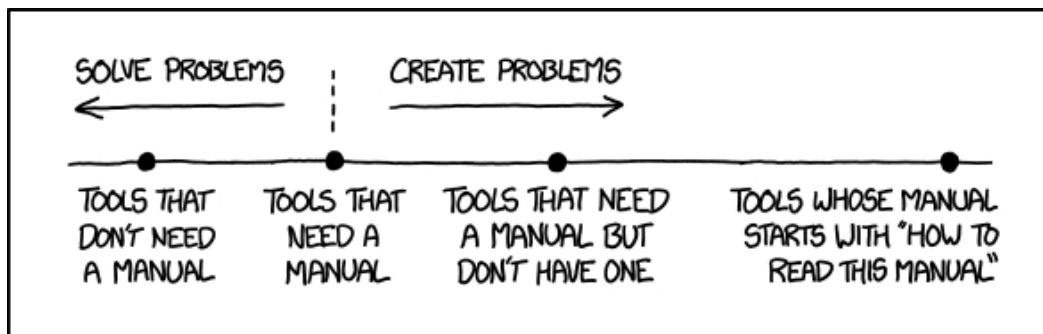 SOLVE PROBLEMS
CREATE PROBLEMS
TOOLS THAT
DON'T NEED
A MANUAL
TOOLS THAT
NEED A
MANUAL
TOOLS THAT NEED
A MANUAL BUT
DON'T HAVE ONE
TOOLS WHOSE MANUAL
STARTS WITH "HOW TO
READ THIS MANUAL"